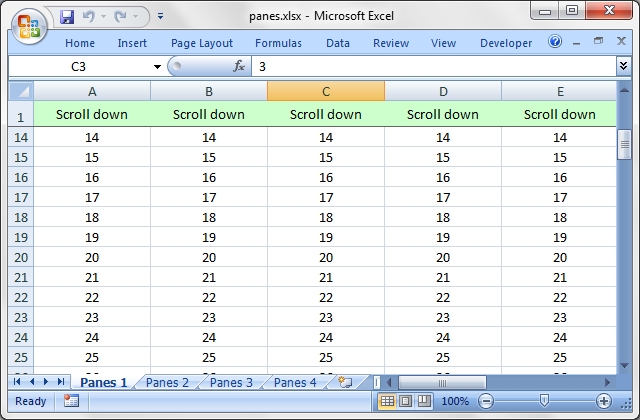 panes.xlsx - Microsoft Excel
Home Insert Page Layout Formulas Data Review View Developer
C3 fx 3
A B C D E
1 Scroll down Scroll down Scroll down Scroll down Scroll down
14 14 14 14 14 14
15 15 15 15 15 15
16 16 16 16 16 16
17 17 17 17 17 17
18 18 18 18 18 18
19 19 19 19 19 19
20 20 20 20 20 20
21 21 21 21 21 21
22 22 22 22 22 22
23 23 23 23 23 23
24 24 24 24 24 24
25 25 25 25 25 25
Panes 1 Panes 2 Panes 3 Panes 4
Ready 100%